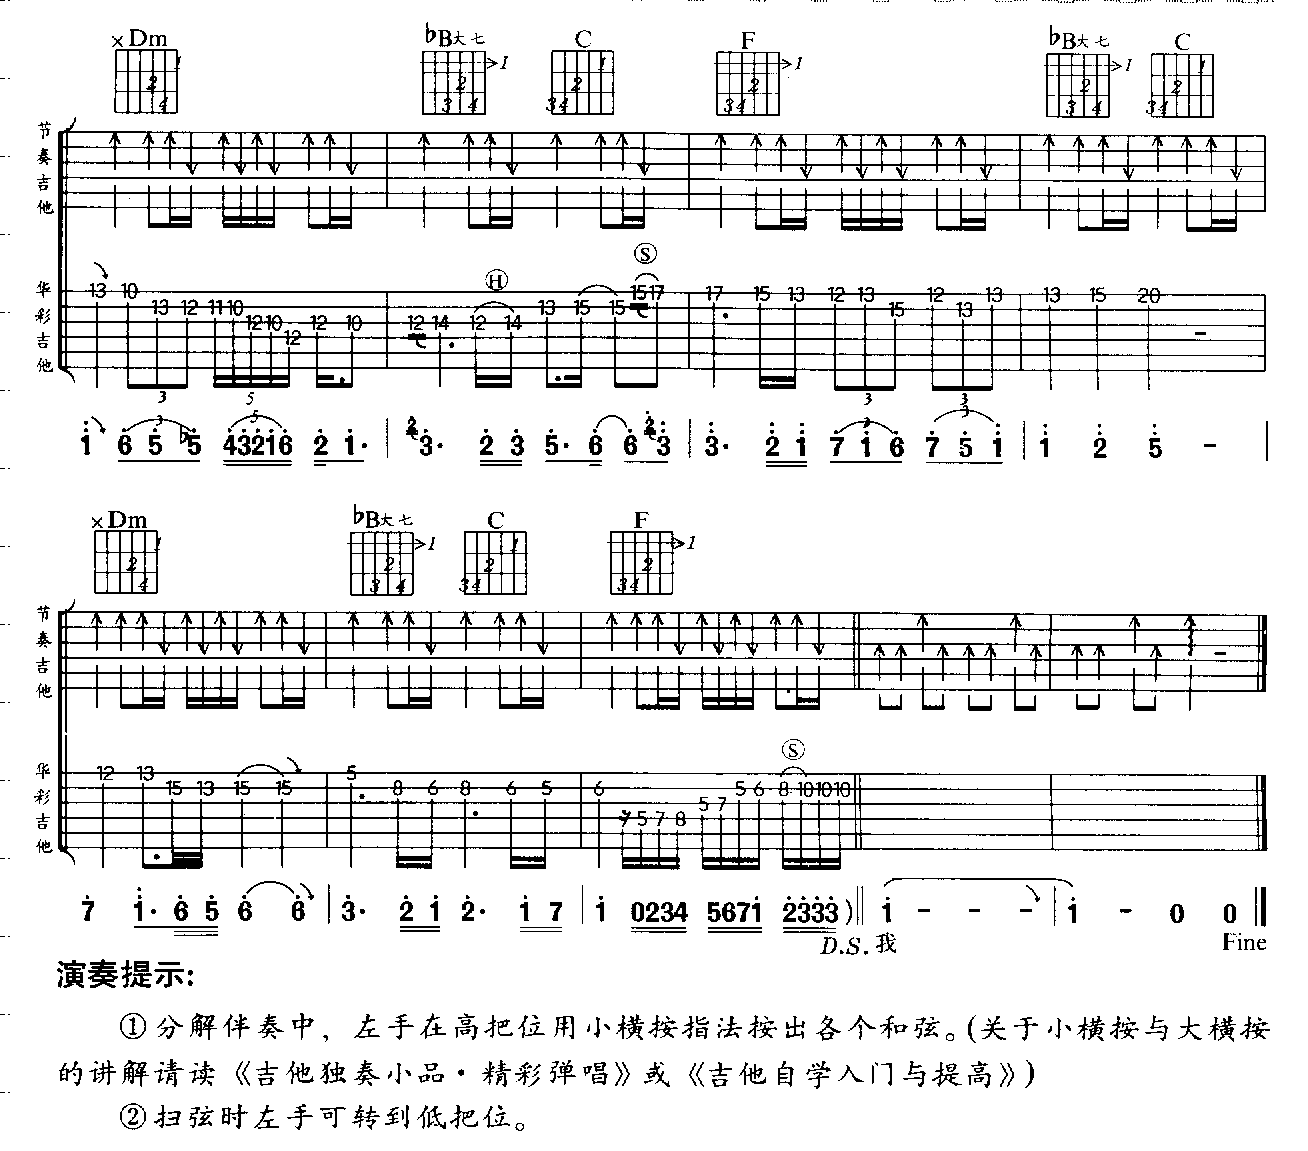 ×Dm ♭B大七 C F ♭B大七 C
节奏吉他
Ⓗ Ⓢ
华彩吉他
13 10 13 12 11 10 12 10 12 12 10 12 14 12 14 13 15 15 15 17 17 15 13 12 13 15 12 13 13 13 15 20 -
3 5 3 3
1 6 5 ♭5 43216 2 1· | 2 3· 2 3 5· 6 6 2 3 | 3· 2 1 7 1 6 7 5 1 | 1 2 5 - |
×Dm ♭B大七 C F
节奏吉他
Ⓢ
华彩吉他
12 13 15 13 15 15 5 8 6 8 6 5 6 7 5 7 8 5 7 5 6 8 10 10 10
7 1· 6 5 6 6 | 3· 2 1 2· 1 7 | 1 0234 5671 2333) || 1 - - - | 1 - 0 0 ||
D.S. 我 Fine
演奏提示:
①分解伴奏中，左手在高把位用小横按指法按出各个和弦。(关于小横按与大横按
的讲解请读《吉他独奏小品·精彩弹唱》或《吉他自学入门与提高》)
②扫弦时左手可转到低把位。